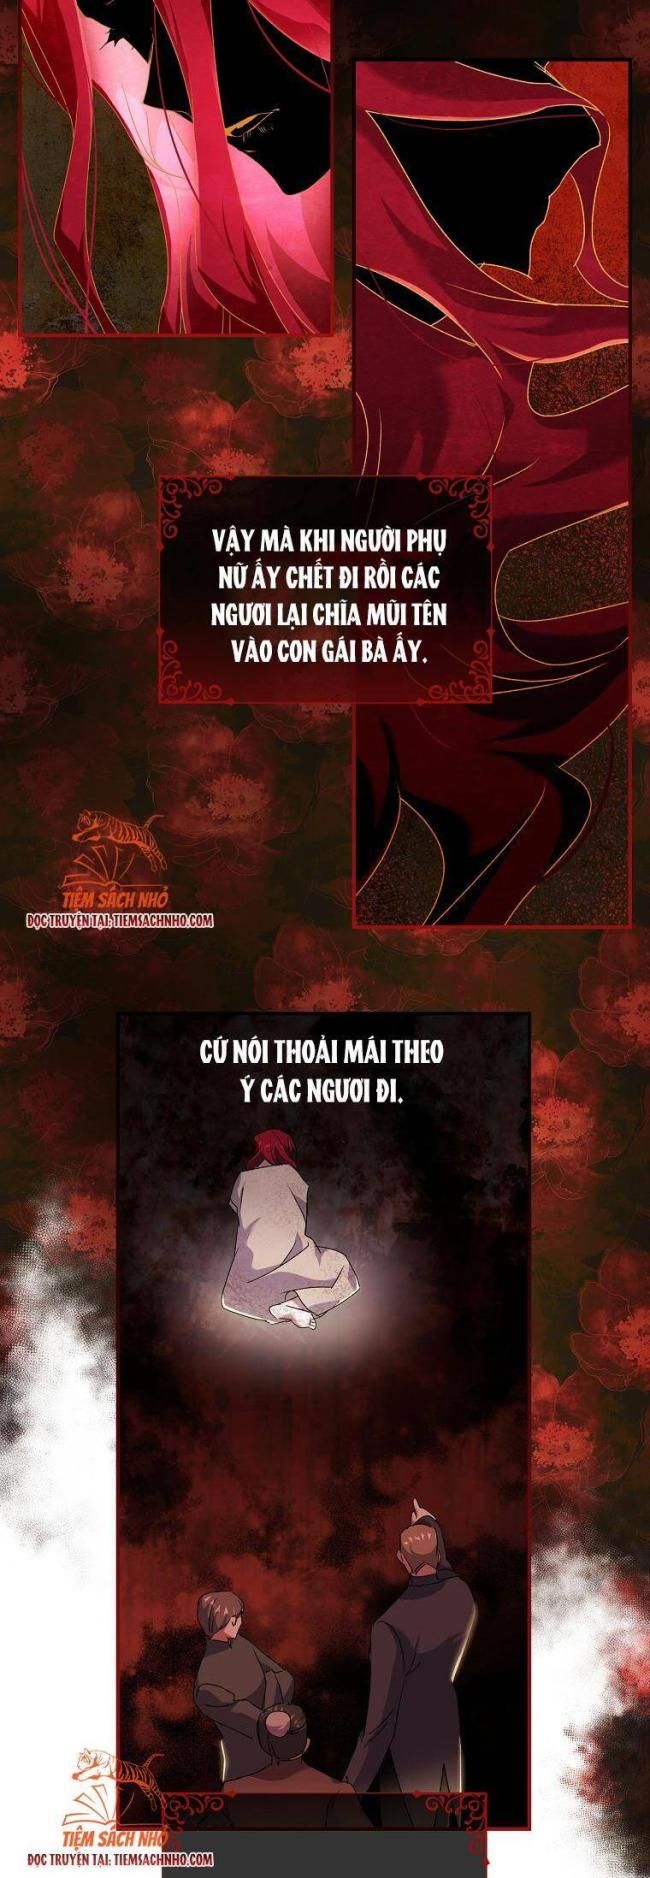 VẬY MÀ KHI NGƯỜI PHỤ
NỮ ẤY CHẾT ĐI RỒI CÁC
NGƯƠI LẠI CHĨA MŨI TÊN
VÀO CON GÁI BÀ ẤY.
TIỆM SÁCH NHỎ
ĐỌC TRUYỆN TẠI: TIEMSACHNHO.COM
CỨ NÓI THOẢI MÁI THEO
Ý CÁC NGƯƠI ĐI.
TIỆM SÁCH NHỎ
ĐỌC TRUYỆN TẠI: TIEMSACHNHO.COM